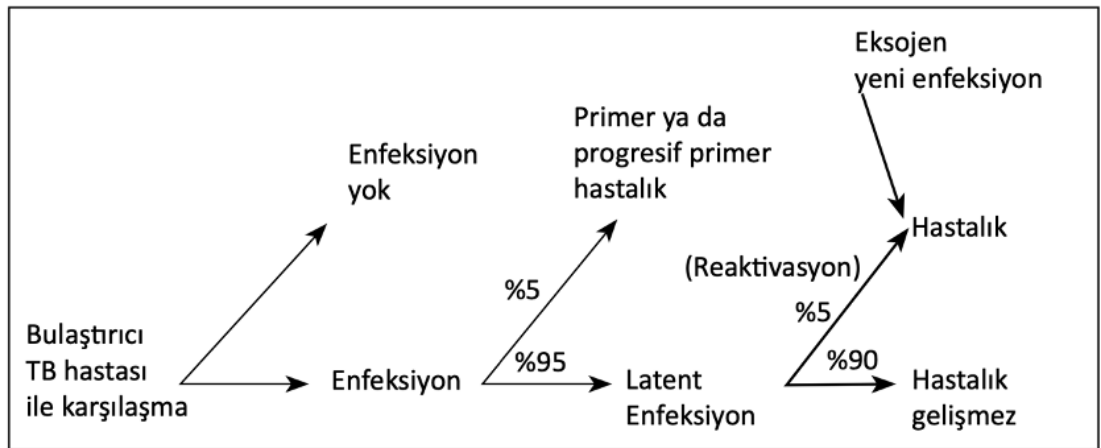 Bulaştırıcı
TB hastası
ile karşılaşma
Enfeksiyon
yok
Enfeksiyon
Primer ya da
progresif primer
hastalık
%5
%95
Latent
Enfeksiyon
Eksojen
yeni enfeksiyon
Hastalık
(Reaktivasyon)
%5
%90
Hastalık
gelişmez